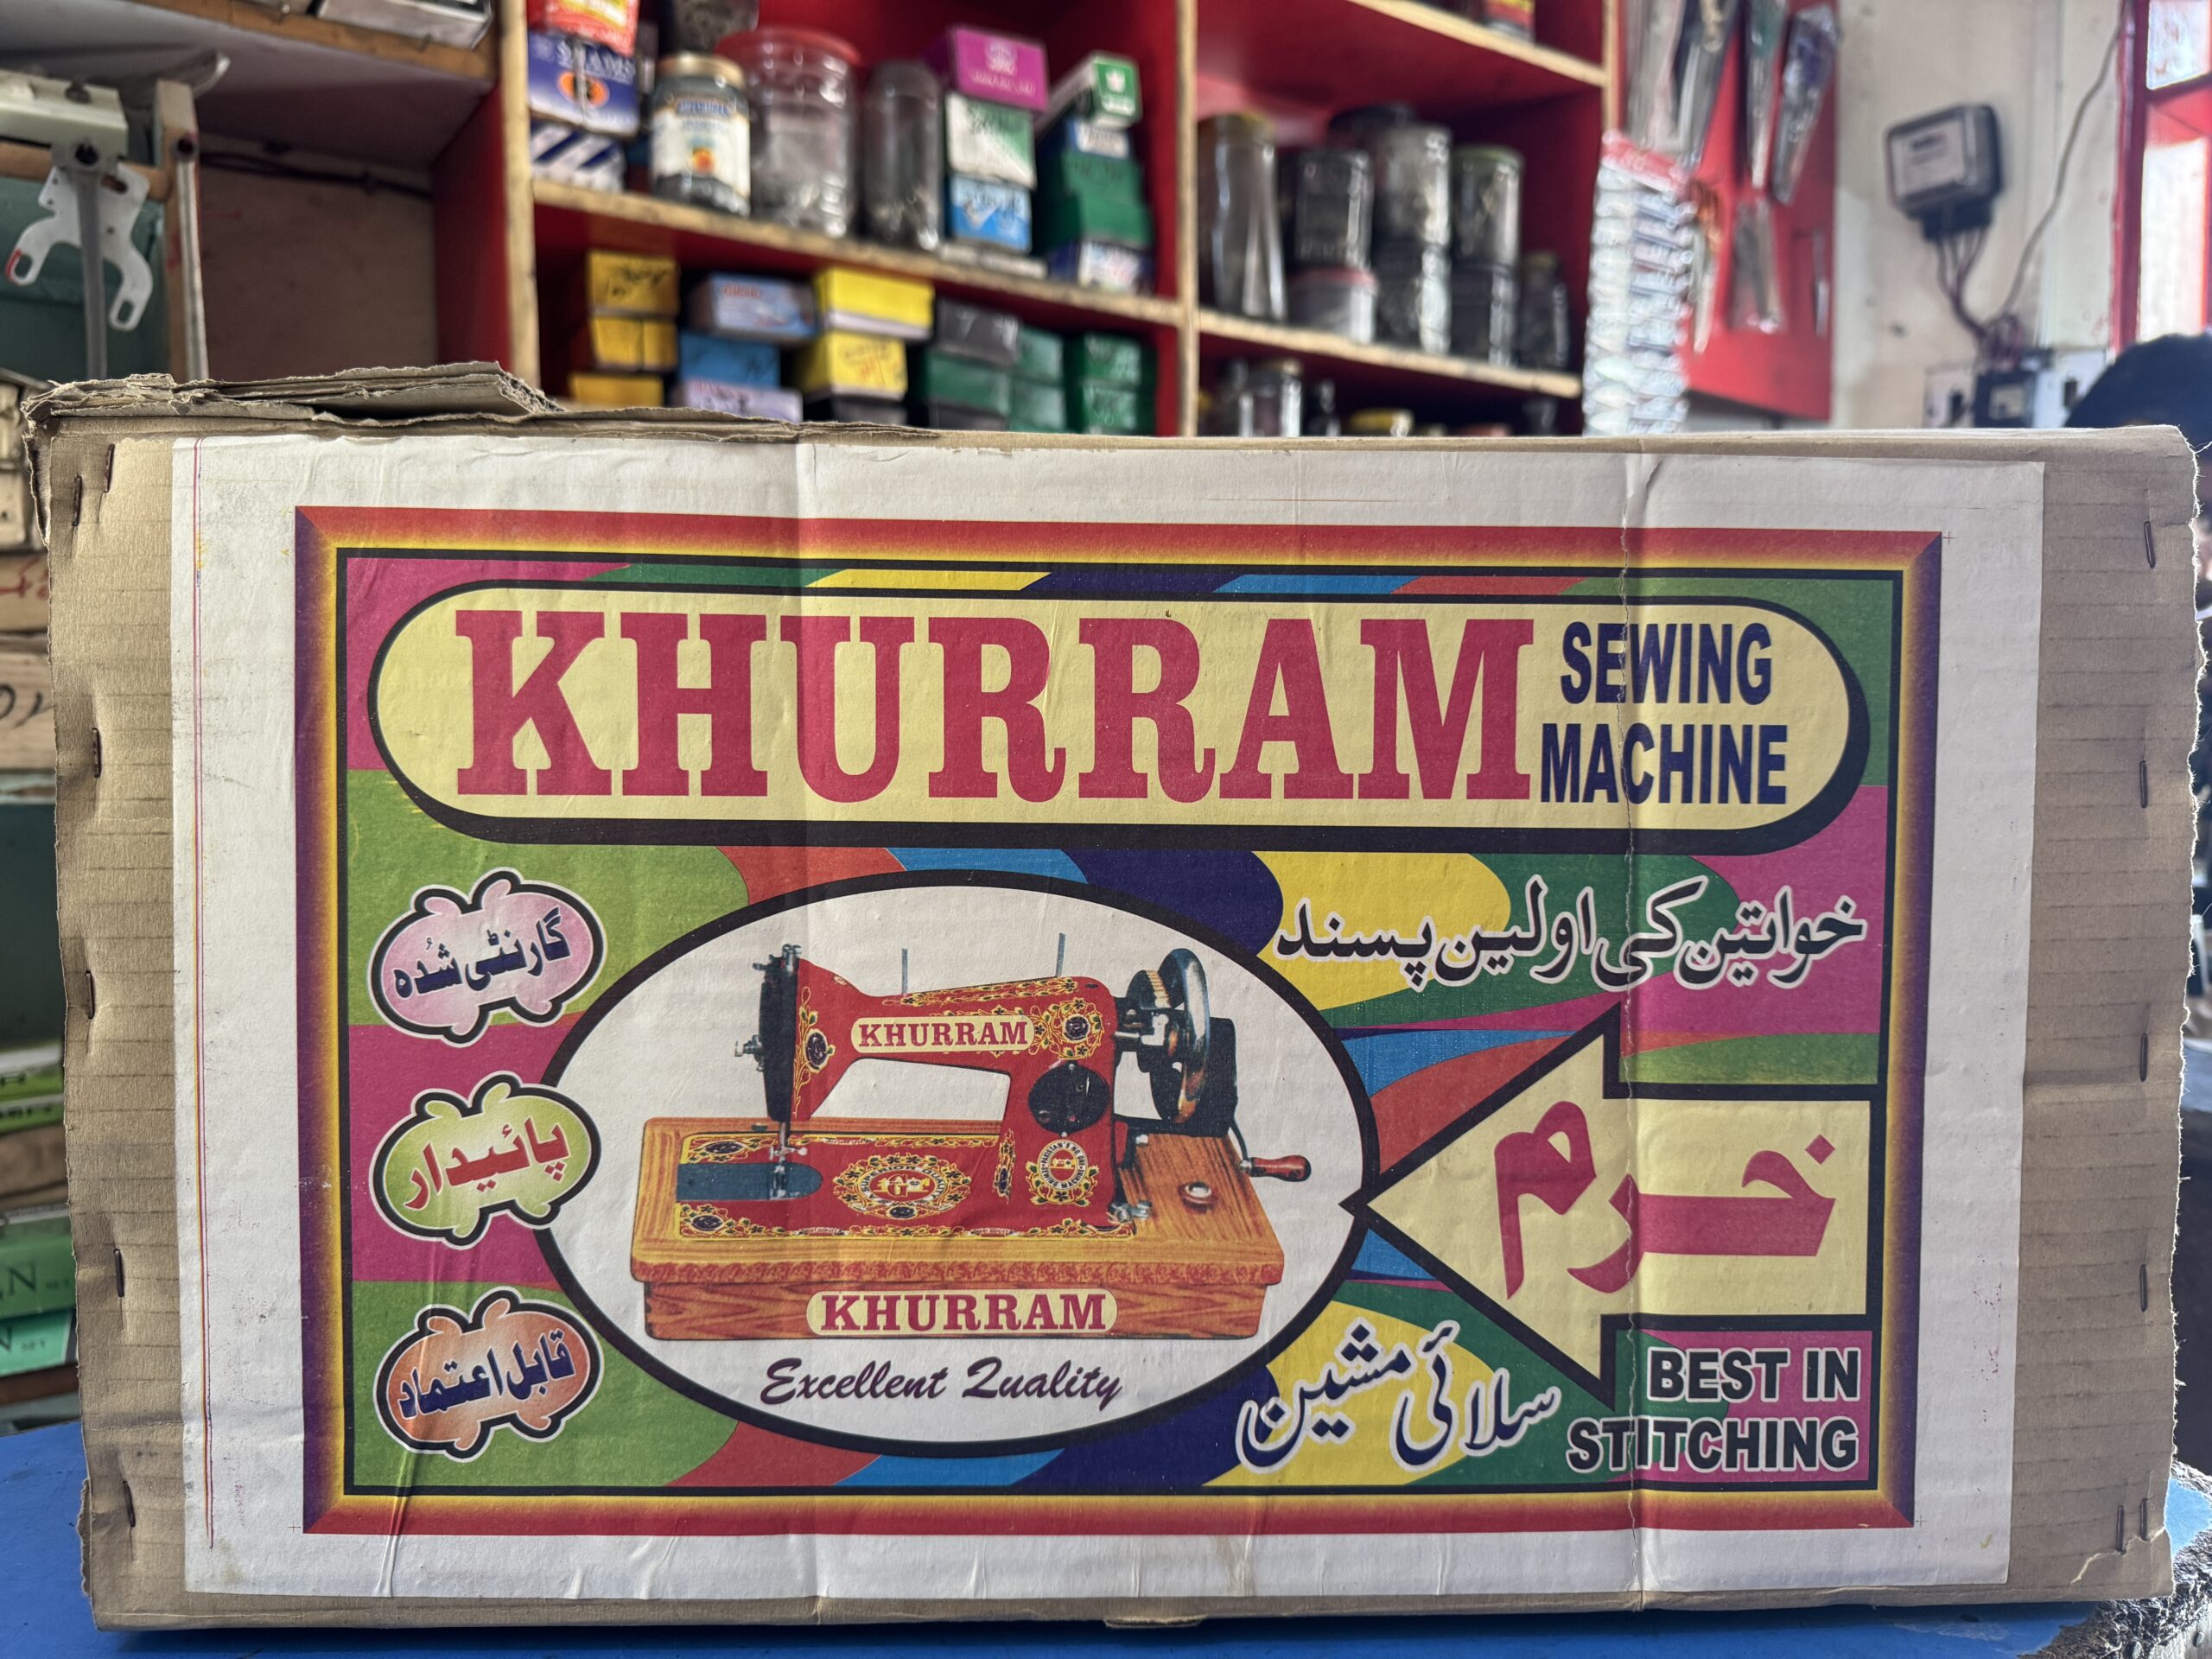 KHURRAM SEWING MACHINE
خواتین کی اولین پسند
گارنٹی شُدہ
پائیدار
قابل اعتماد
KHURRAM
KHURRAM
Excellent Quality
خرم
سلائی مشین
BEST IN
STITCHING